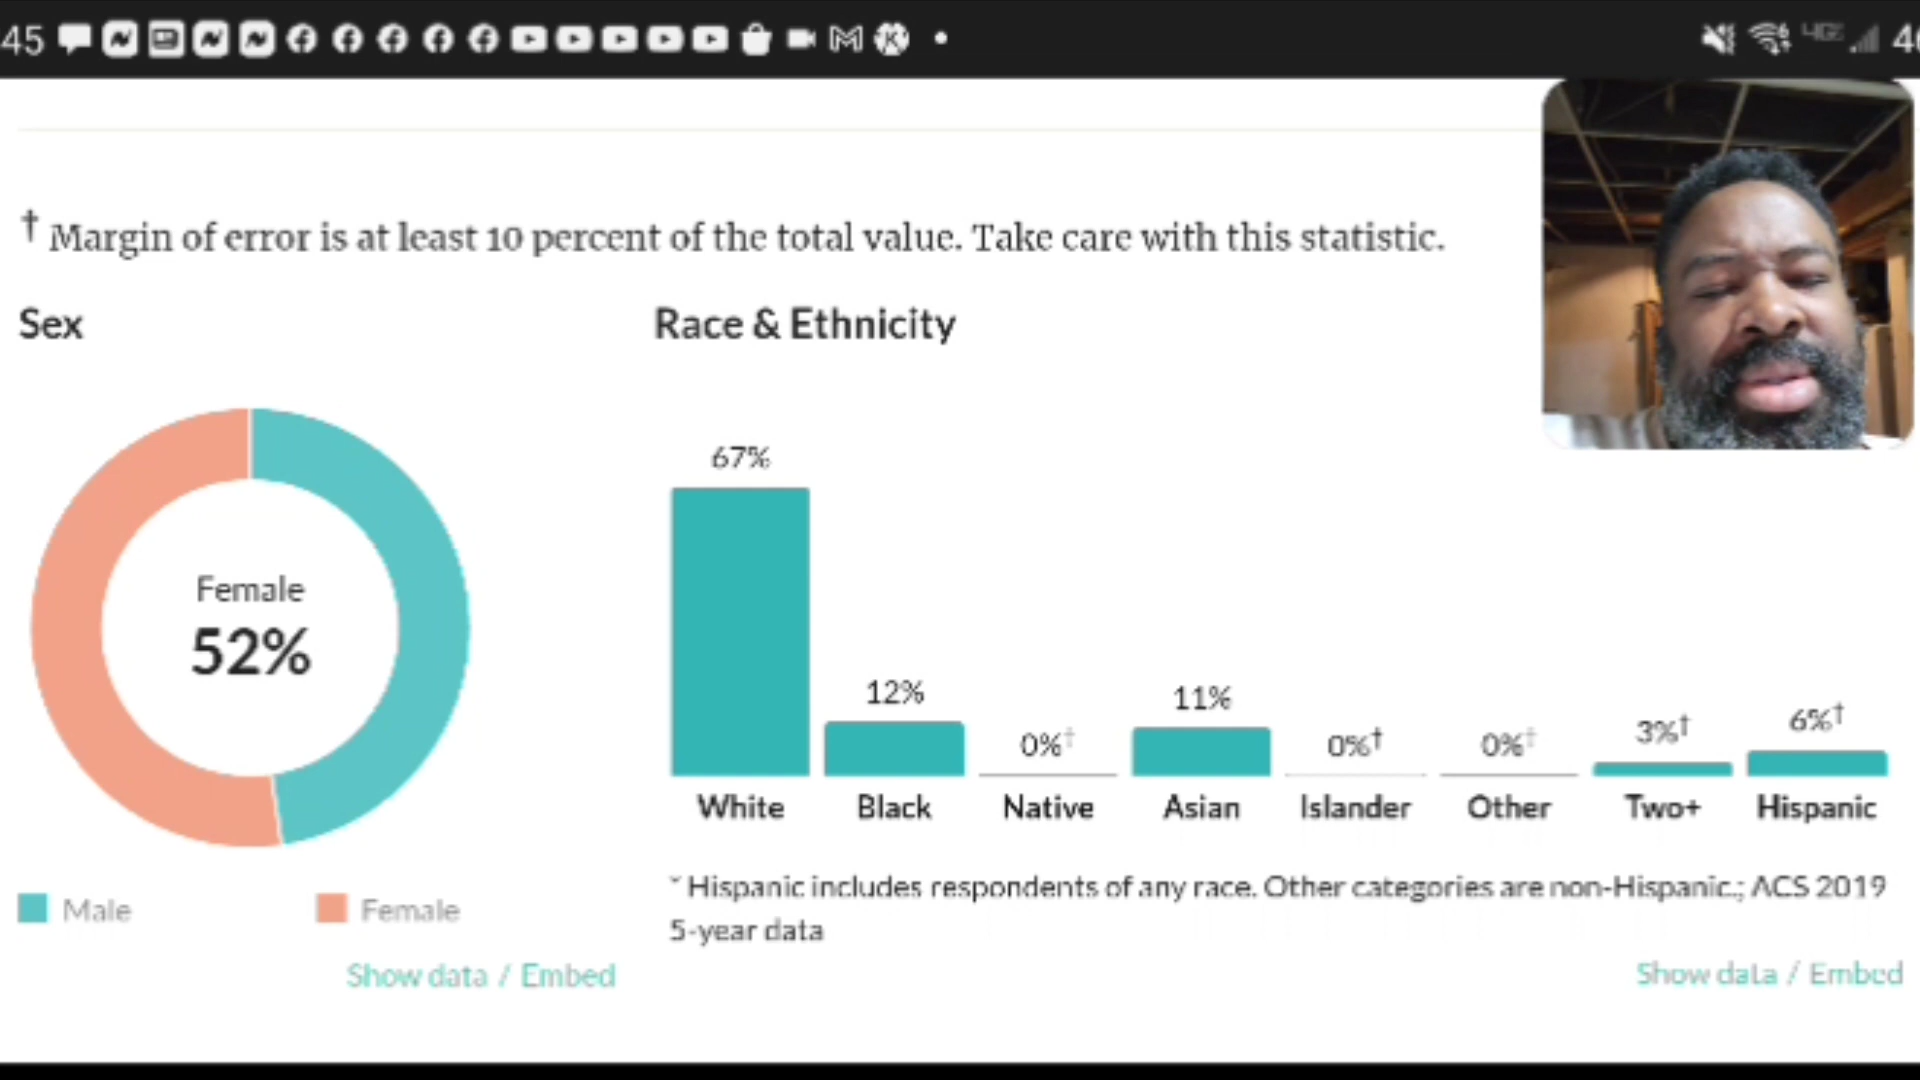 45
† Margin of error is at least 10 percent of the total value. Take care with this statistic.
Sex
Race & Ethnicity
Female
52%
Male
Female
Show data / Embed
67%
12%
0%†
11%
0%†
0%†
3%†
6%†
White
Black
Native
Asian
Islander
Other
Two+
Hispanic
* Hispanic includes respondents of any race. Other categories are non-Hispanic.; ACS 2019
5-year data
Show data / Embed